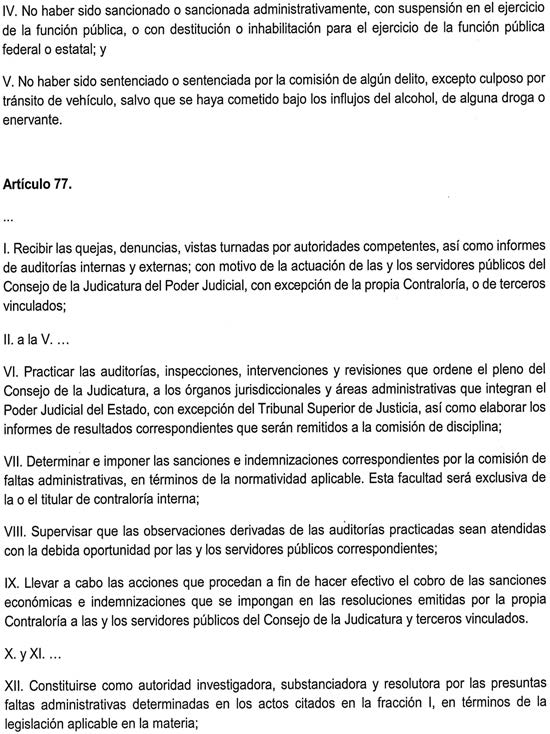 IV. No haber sido sancionado o sancionada administrativamente, con suspensión en el ejercicio
de la función pública, o con destitución o inhabilitación para el ejercicio de la función pública
federal o estatal; y
V. No haber sido sentenciado o sentenciada por la comisión de algún delito, excepto culposo por
tránsito de vehículo, salvo que se haya cometido bajo los influjos del alcohol, de alguna droga o
enervante.
Artículo 77.
...
I. Recibir las quejas, denuncias, vistas turnadas por autoridades competentes, así como informes
de auditorías internas y externas; con motivo de la actuación de las y los servidores públicos del
Consejo de la Judicatura del Poder Judicial, con excepción de la propia Contraloría, o de terceros
vinculados;
II. a la V. ...
VI. Practicar las auditorías, inspecciones, intervenciones y revisiones que ordene el pleno del
Consejo de la Judicatura, a los órganos jurisdiccionales y áreas administrativas que integran el
Poder Judicial del Estado, con excepción del Tribunal Superior de Justicia, así como elaborar los
informes de resultados correspondientes que serán remitidos a la comisión de disciplina;
VII. Determinar e imponer las sanciones e indemnizaciones correspondientes por la comisión de
faltas administrativas, en términos de la normatividad aplicable. Esta facultad será exclusiva de
la o el titular de contraloría interna;
VIII. Supervisar que las observaciones derivadas de las auditorías practicadas sean atendidas
con la debida oportunidad por las y los servidores públicos correspondientes;
IX. Llevar a cabo las acciones que procedan a fin de hacer efectivo el cobro de las sanciones
económicas e indemnizaciones que se impongan en las resoluciones emitidas por la propia
Contraloría a las y los servidores públicos del Consejo de la Judicatura y terceros vinculados.
X. y XI. ...
XII. Constituirse como autoridad investigadora, substanciadora y resolutora por las presuntas
faltas administrativas determinadas en los actos citados en la fracción I, en términos de la
legislación aplicable en la materia;